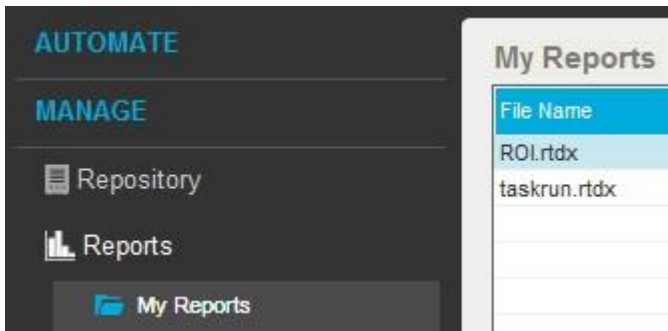 AUTOMATE
MANAGE
Repository
Reports
My Reports
My Reports
File Name
ROI.rtdx
taskrun.rtdx